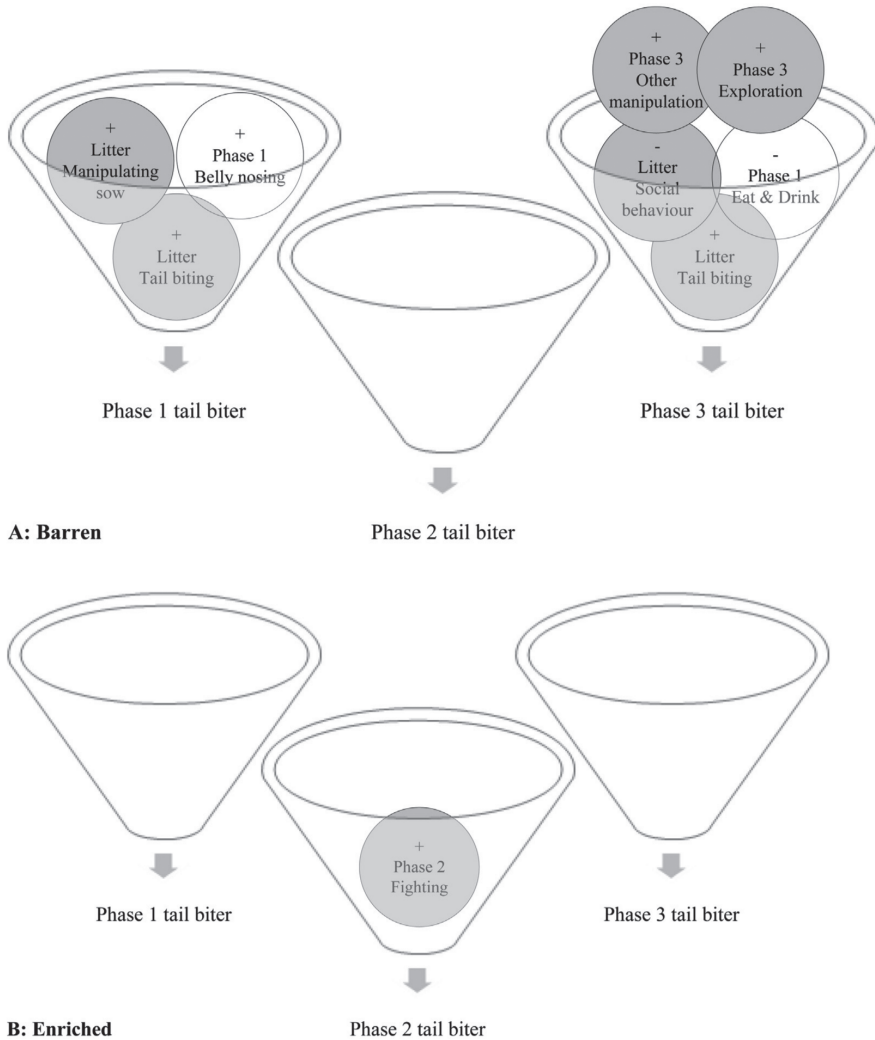 +
Litter
Manipulating
sow
+
Phase 1
Belly nosing
+
Litter
Tail biting
Phase 1 tail biter
Phase 2 tail biter
+
Phase 3
Other
manipulation
+
Phase 3
Exploration
-
Litter
Social
behaviour
-
Phase 1
Eat & Drink
+
Litter
Tail biting
Phase 3 tail biter
A: Barren
Phase 1 tail biter
+
Phase 2
Fighting
Phase 2 tail biter
Phase 3 tail biter
B: Enriched